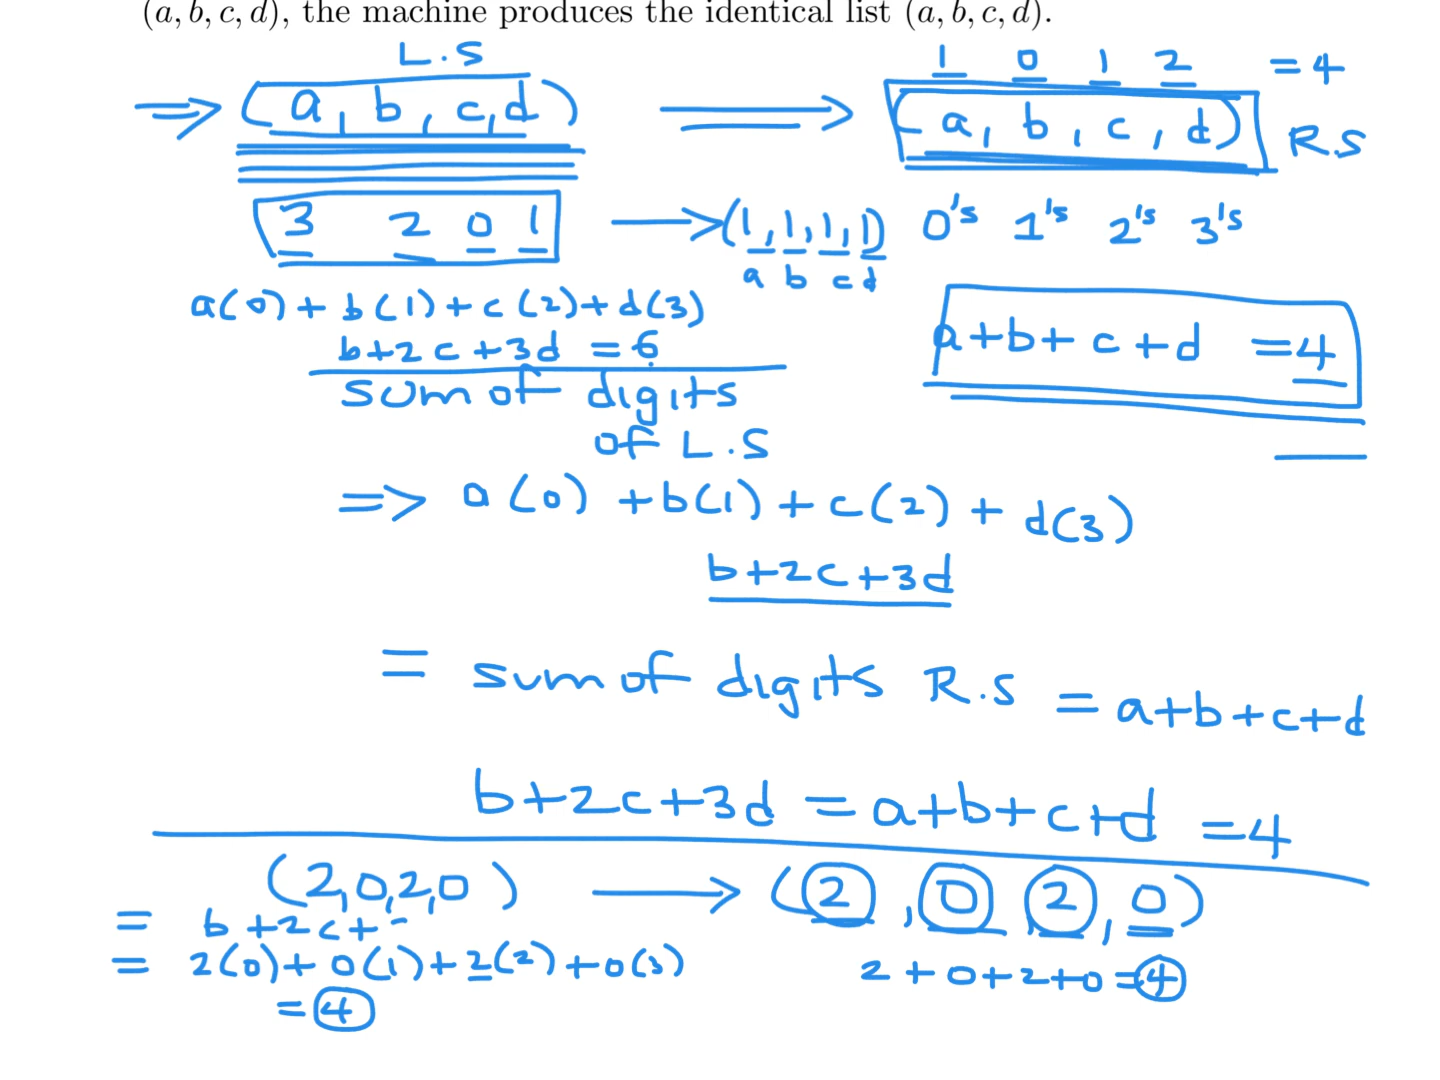 (a, b, c, d), the machine produces the identical list (a, b, c, d).
L.S
1 0 1 2 = 4
⇒ (a, b, c, d) ⟹ (a, b, c, d) R.S
3 2 0 1 → (1, 1, 1, 1) 0's 1's 2's 3's
a b c d
a(0) + b(1) + c(2) + d(3)
b+2c+3d = 6
a+b+c+d = 4
sum of digits
of L.S
⇒ a(0) + b(1) + c(2) + d(3)
b+2c+3d
= sum of digits R.S = a+b+c+d
b+2c+3d = a+b+c+d = 4
(2,0,2,0) → (2, 0, 2, 0)
= b+2c+-
= 2(0)+0(1)+2(2)+0(3)
2+0+2+0=4
= 4